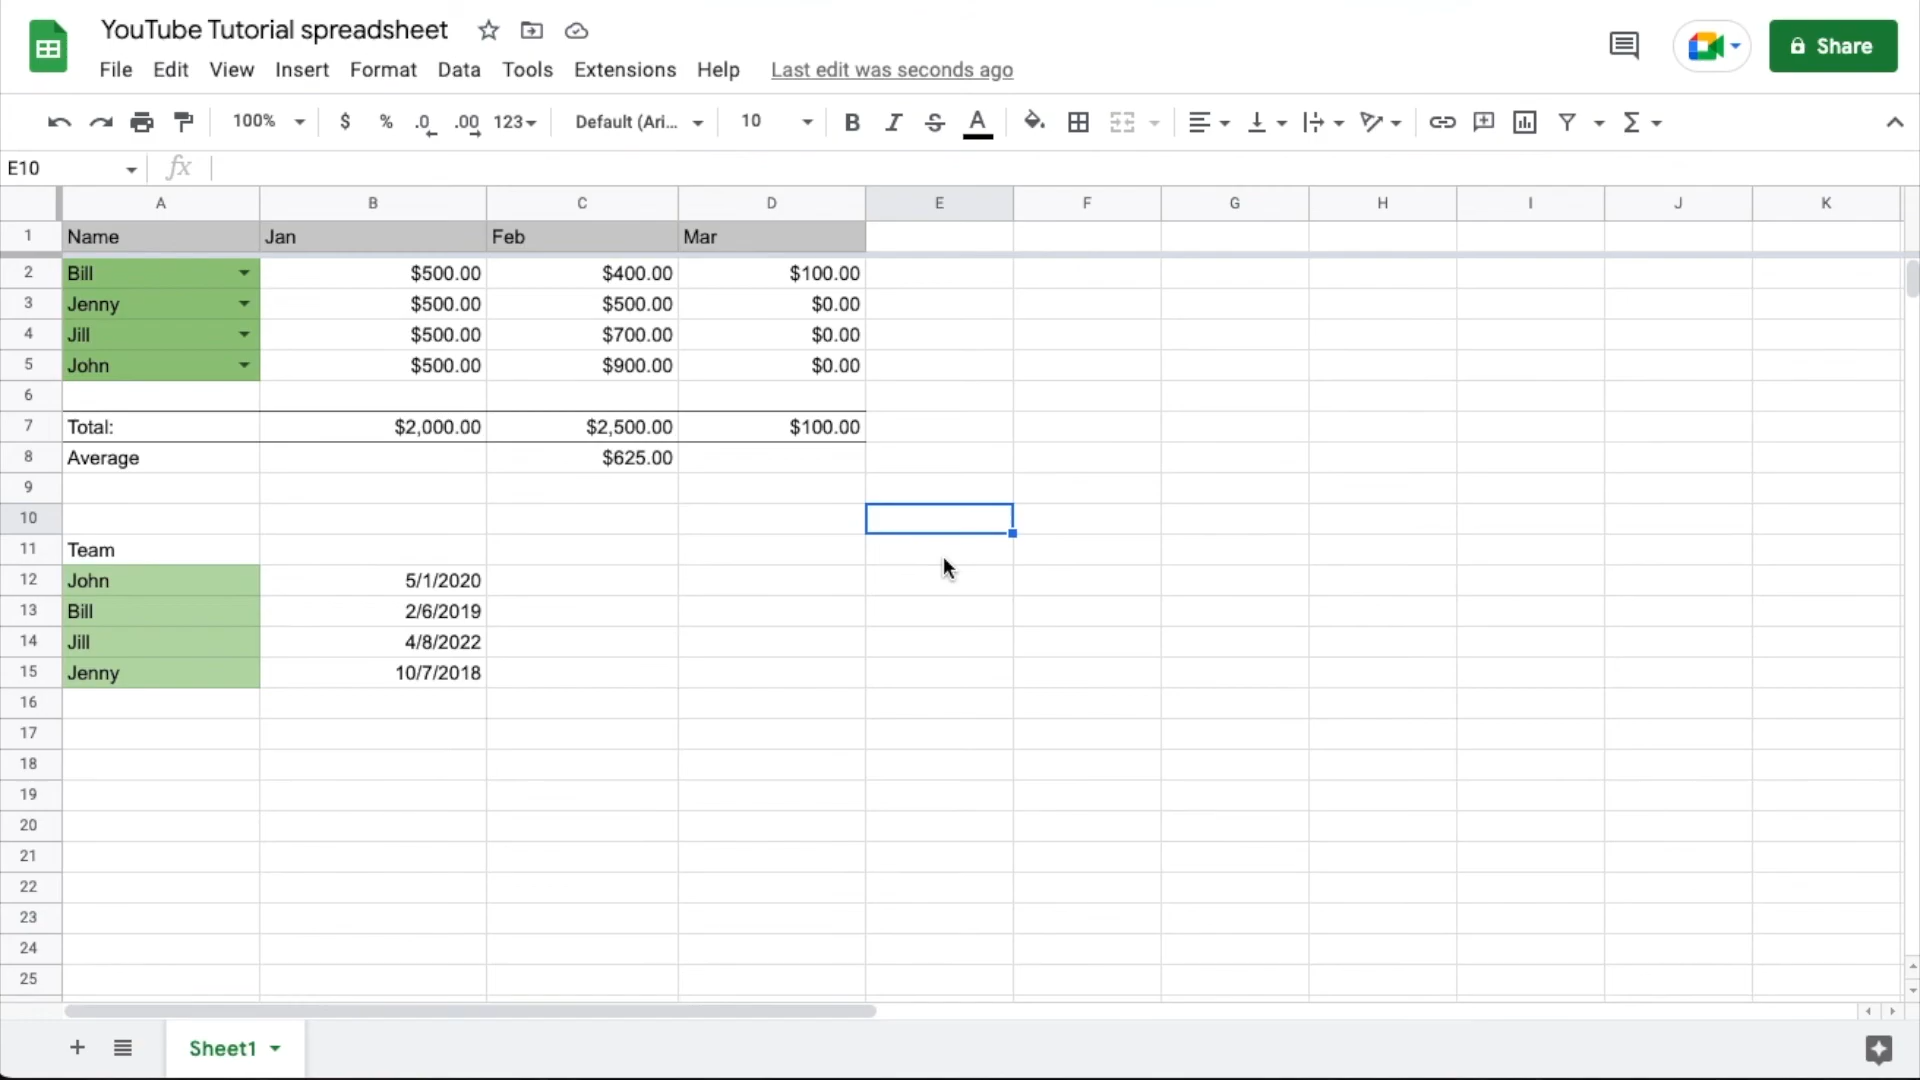 YouTube Tutorial spreadsheet
Share
File Edit View Insert Format Data Tools Extensions Help Last edit was seconds ago
100% $ % .0 .00 123 Default (Ari... 10 B I S A Σ
E10 fx
A B C D E F G H I J K
1 Name Jan Feb Mar
2 Bill $500.00 $400.00 $100.00
3 Jenny $500.00 $500.00 $0.00
4 Jill $500.00 $700.00 $0.00
5 John $500.00 $900.00 $0.00
6
7 Total: $2,000.00 $2,500.00 $100.00
8 Average $625.00
9
10
11 Team
12 John 5/1/2020
13 Bill 2/6/2019
14 Jill 4/8/2022
15 Jenny 10/7/2018
16
17
18
19
20
21
22
23
24
25
Sheet1